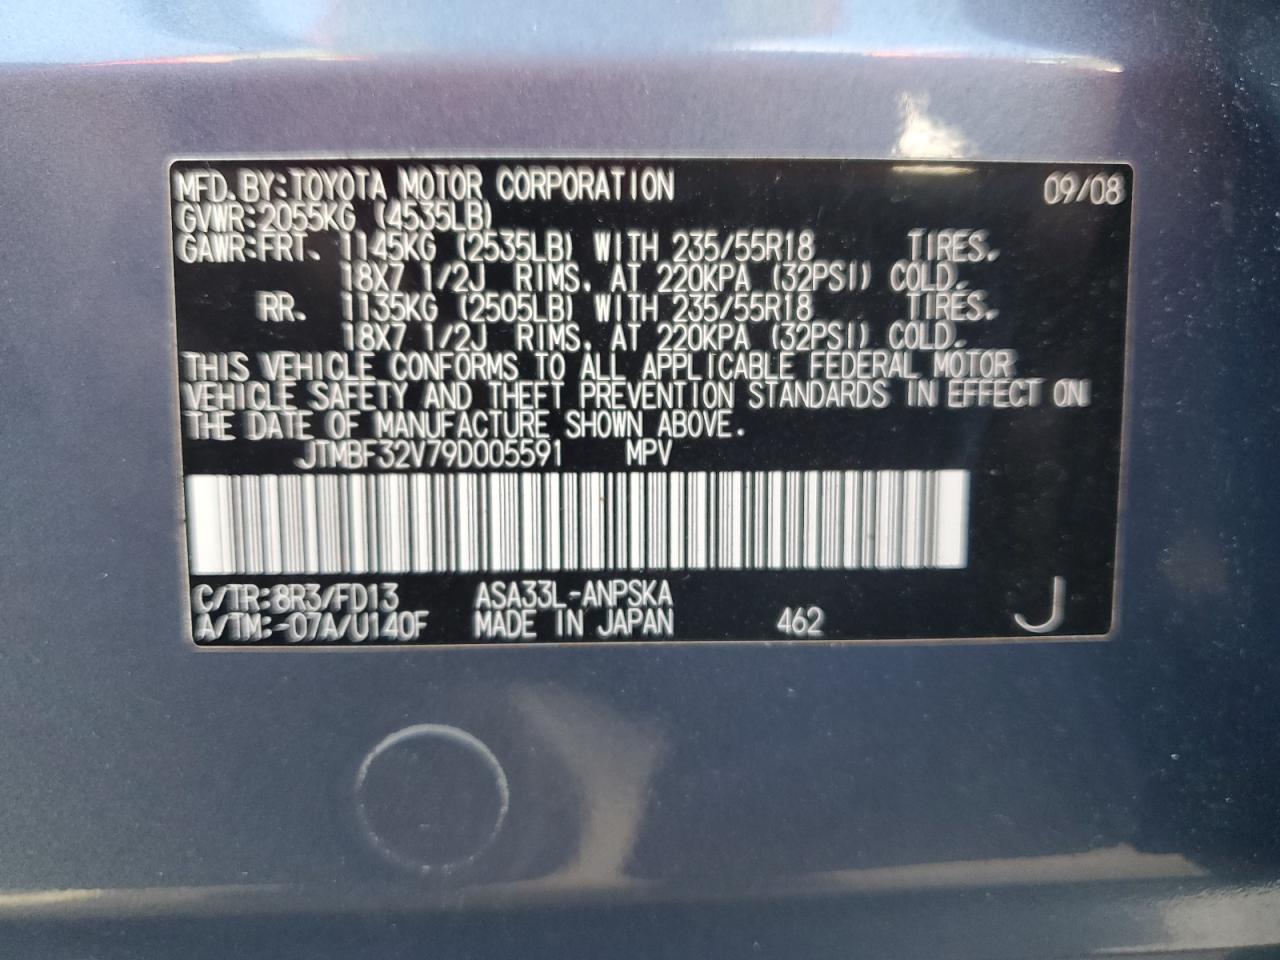 MFD. BY: TOYOTA MOTOR CORPORATION 09/08
GVWR: 2055KG (4535LB)
GAWR: FRT. 1145KG (2535LB) WITH 235/55R18 TIRES.
18X7 1/2J RIMS. AT 220KPA (32PSI) COLD.
RR. 1135KG (2505LB) WITH 235/55R18 TIRES.
18X7 1/2J RIMS. AT 220KPA (32PSI) COLD.
THIS VEHICLE CONFORMS TO ALL APPLICABLE FEDERAL MOTOR
VEHICLE SAFETY AND THEFT PREVENTION STANDARDS IN EFFECT ON
THE DATE OF MANUFACTURE SHOWN ABOVE.
JTMBF32V79D005591 MPV
C/TR: 8R3/FD13 ASA33L-ANPSKA
A/TM: -07A/U140F MADE IN JAPAN 462 J